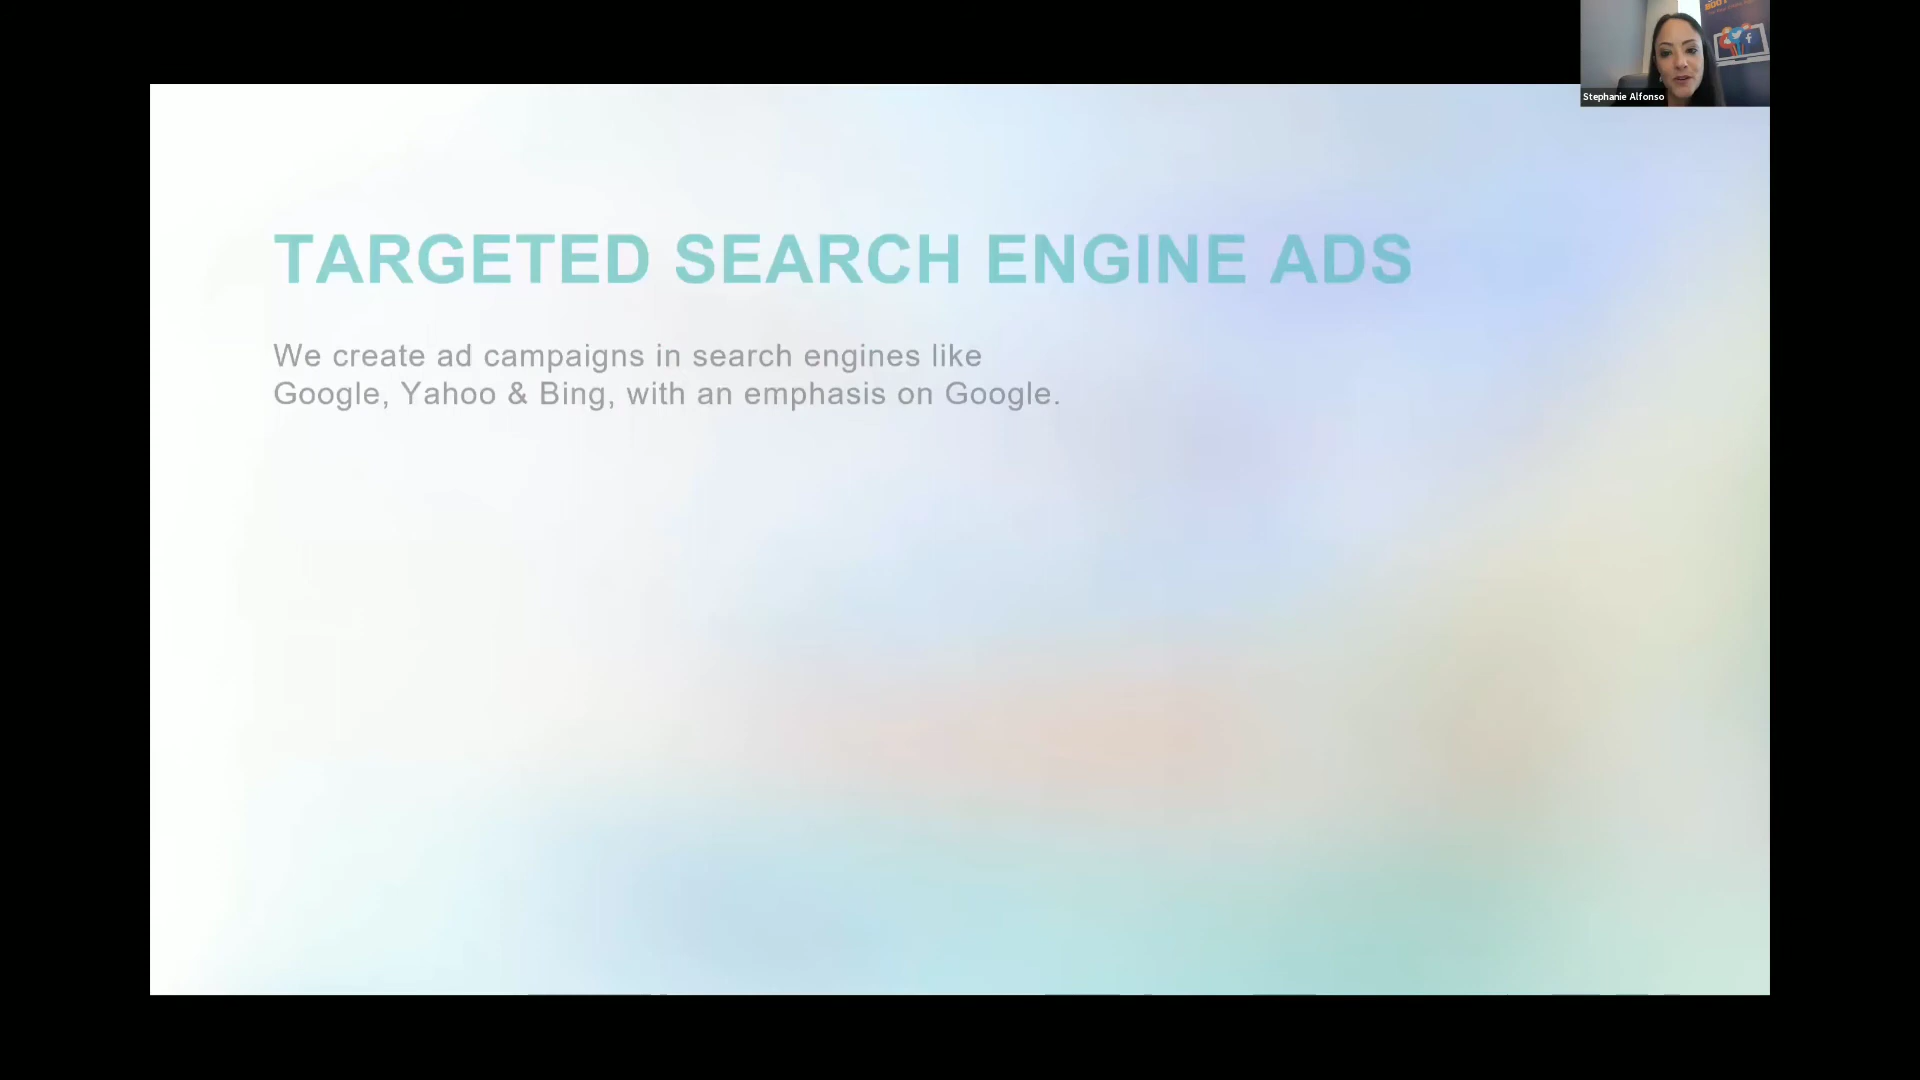 Stephanie Alfonso
TARGETED SEARCH ENGINE ADS
We create ad campaigns in search engines like
Google, Yahoo & Bing, with an emphasis on Google.